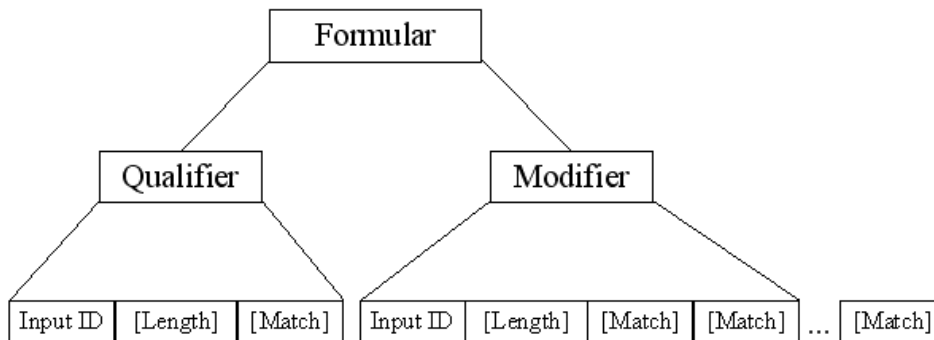 Formular
Qualifier Modifier
Input ID [Length] [Match] Input ID [Length] [Match] [Match] ... [Match]